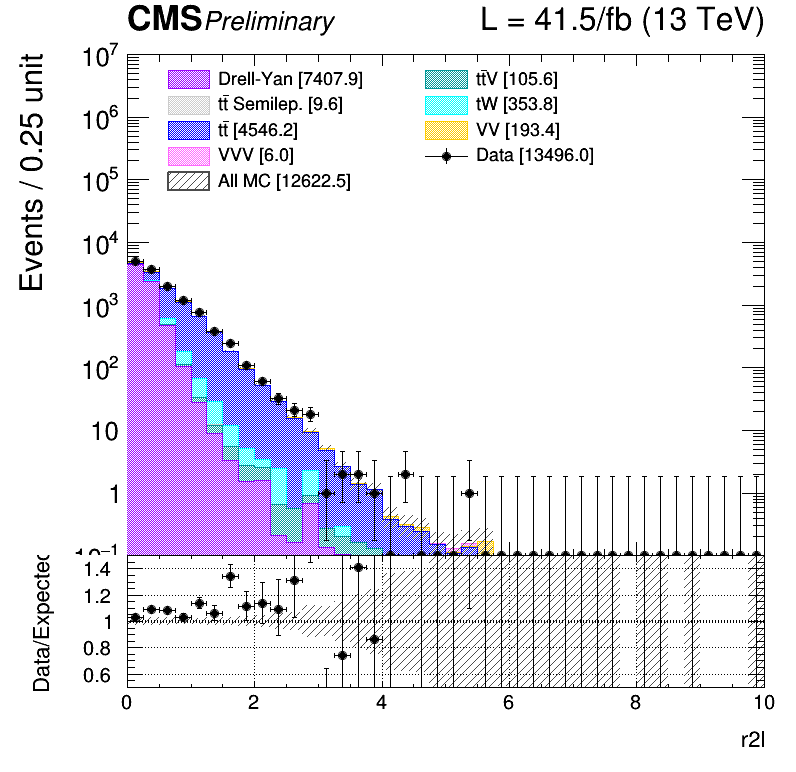 CMS Preliminary L = 41.5/fb (13 TeV)
Events / 0.25 unit
10⁷
10⁶
10⁵
10⁴
10³
10²
10
1
10⁻¹
Drell-Yan [7407.9]
tt̄ Semilep. [9.6]
tt̄ [4546.2]
VVV [6.0]
All MC [12622.5]
tt̄V [105.6]
tW [353.8]
VV [193.4]
Data [13496.0]
Data/Expected
1.4
1.2
1
0.8
0.6
0 2 4 6 8 10
r2l